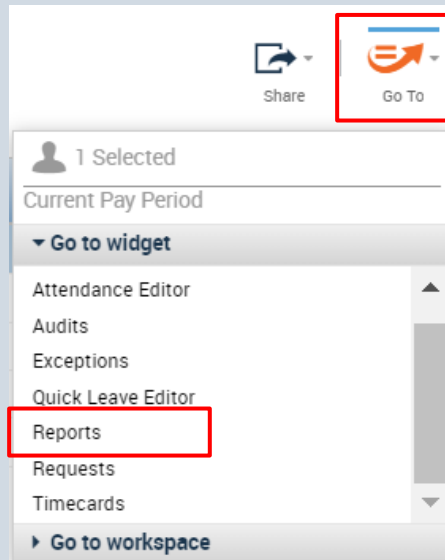 Share
Go To
1 Selected
Current Pay Period
Go to widget
Attendance Editor
Audits
Exceptions
Quick Leave Editor
Reports
Requests
Timecards
Go to workspace